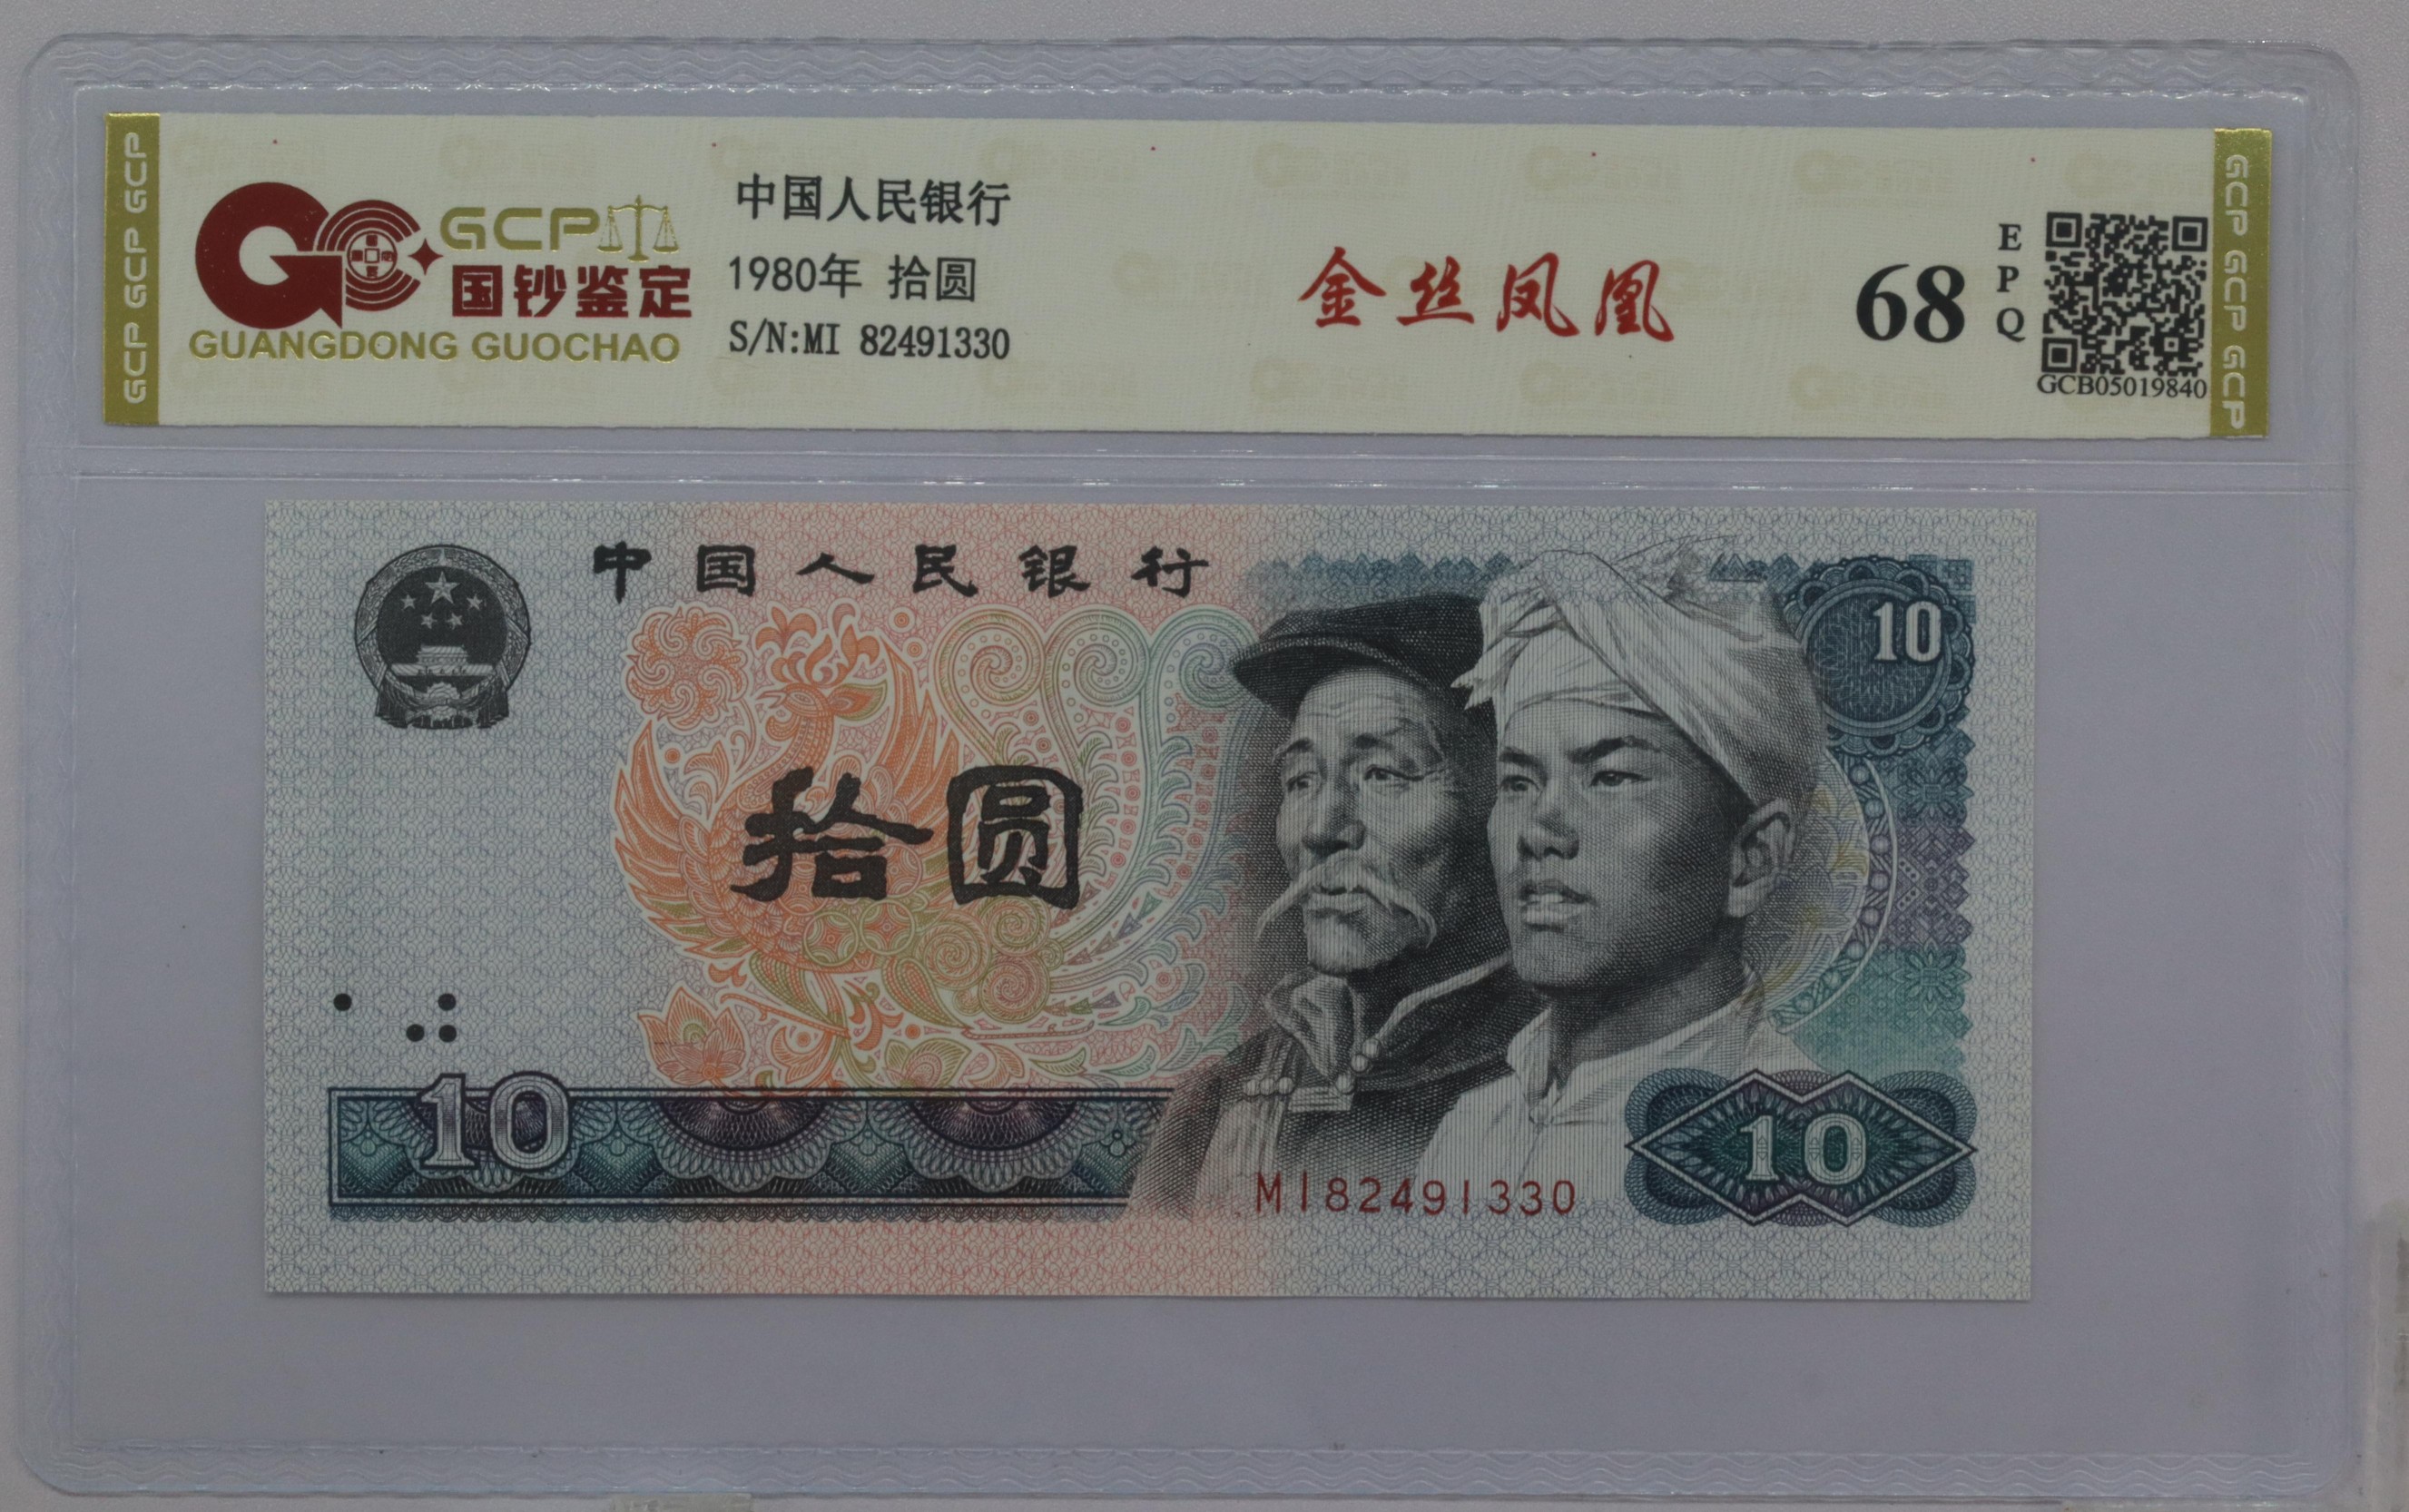 GCP GCP GCP
GCP
国钞鉴定
GUANGDONG GUOCHAO
中国人民银行
1980年 拾圆
S/N:MI 82491330
金丝凤凰
68
EPQ
GCB05019840
GCP GCP GCP
中国人民银行
10
拾圆
10
10
MI82491330